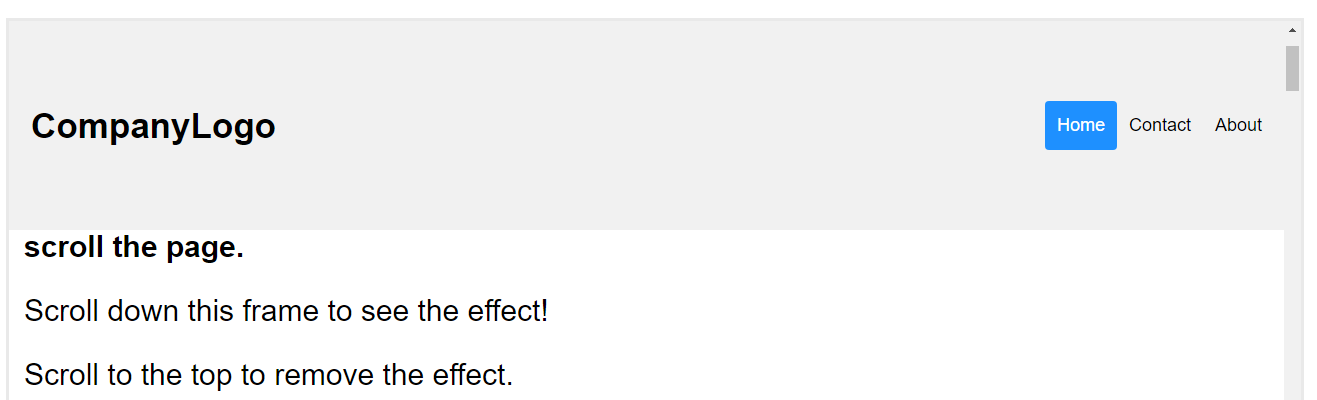 CompanyLogo
Home Contact About
scroll the page.
Scroll down this frame to see the effect!
Scroll to the top to remove the effect.